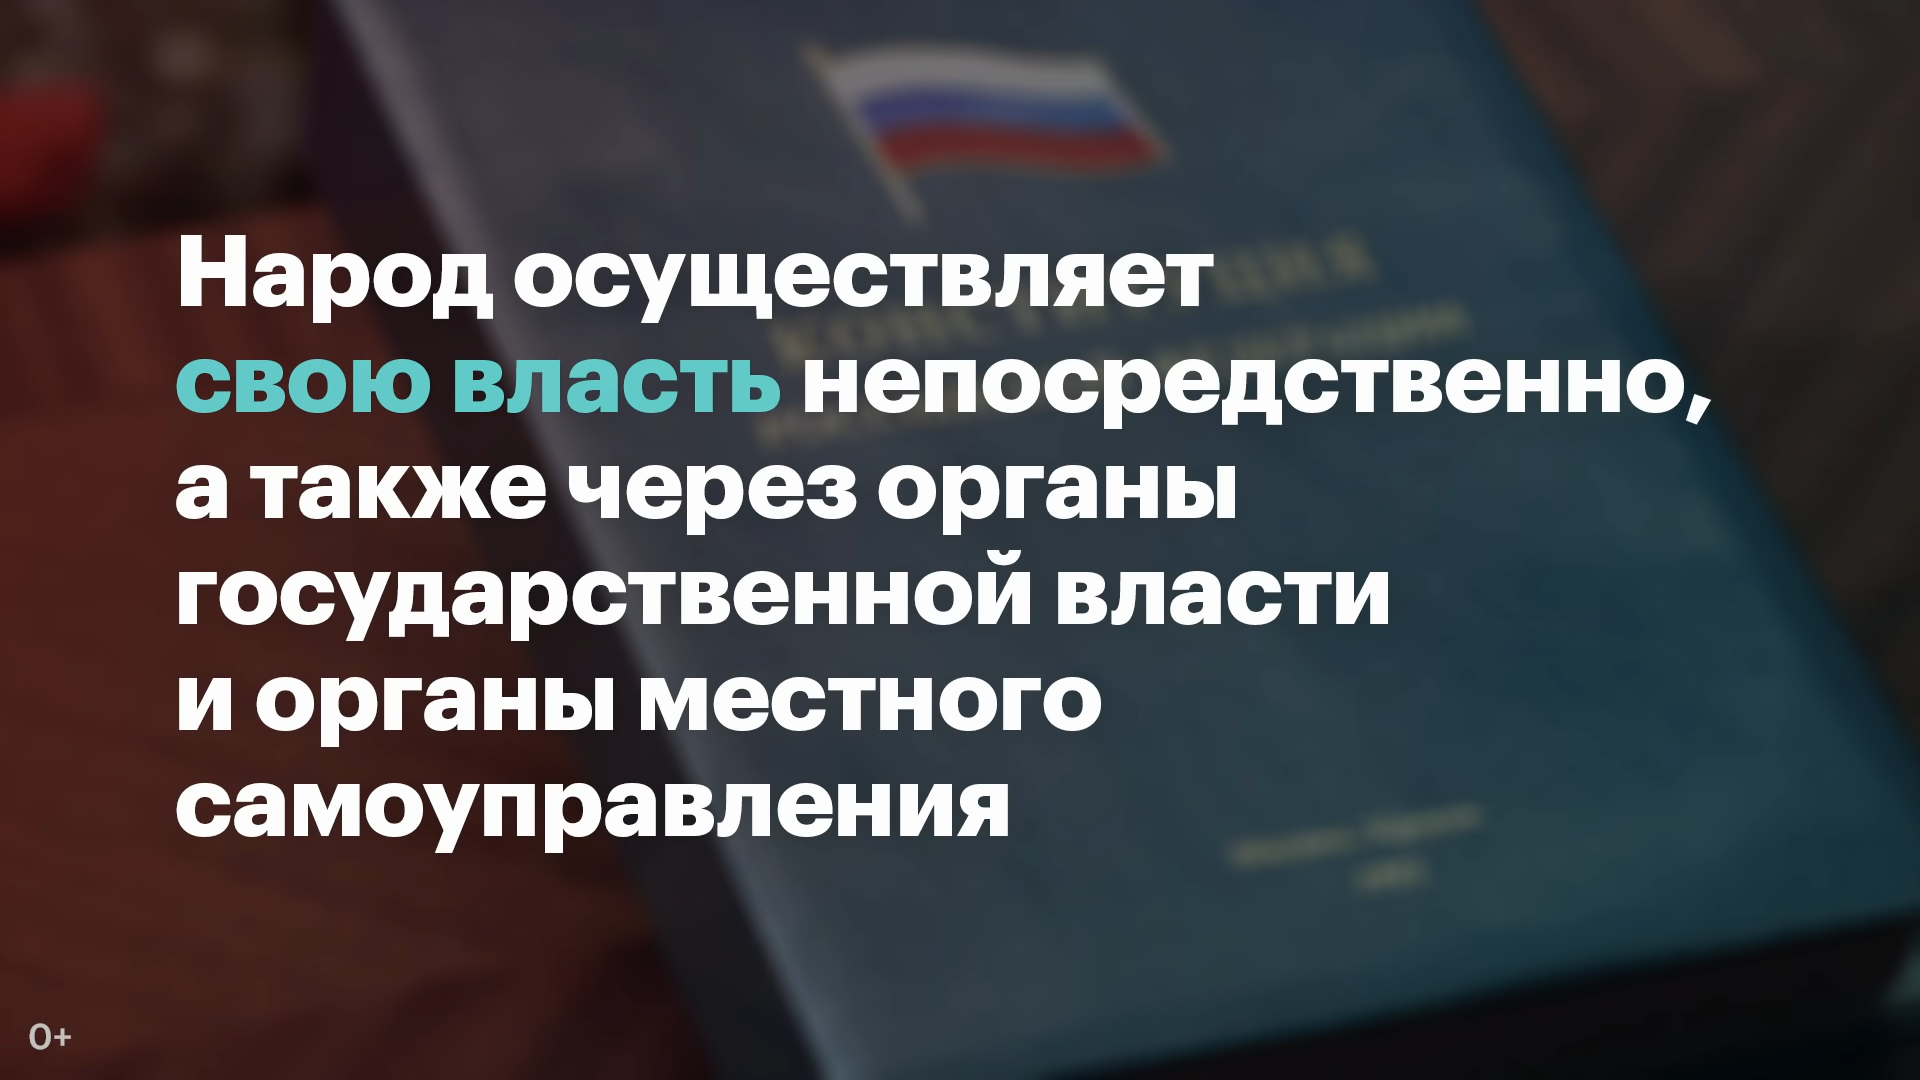 Народ осуществляет
свою власть непосредственно,
а также через органы
государственной власти
и органы местного
самоуправления
0+